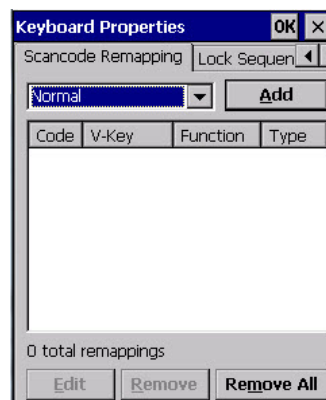 Keyboard Properties OK ×
Scancode Remapping Lock Sequen
Normal Add
Code V-Key Function Type
0 total remappings
Edit Remove Remove All